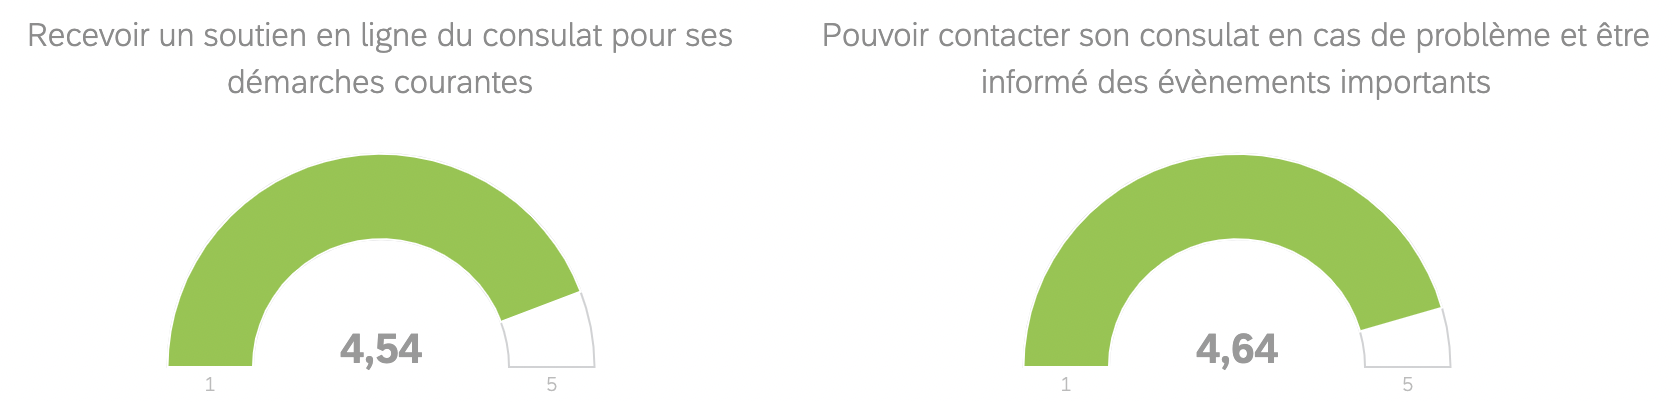 Recevoir un soutien en ligne du consulat pour ses
démarches courantes
4,54
1
5
Pouvoir contacter son consulat en cas de problème et être
informé des évènements importants
4,64
1
5